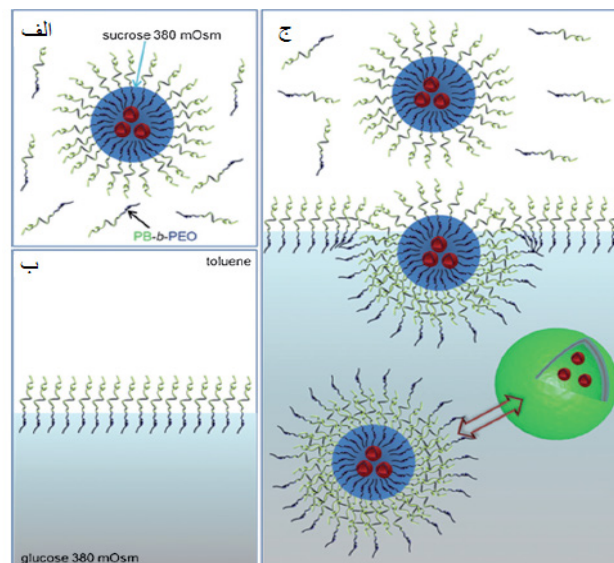 الف
sucrose 380 mOsm
PB-b-PEO
ب
toluene
glucose 380 mOsm
ج